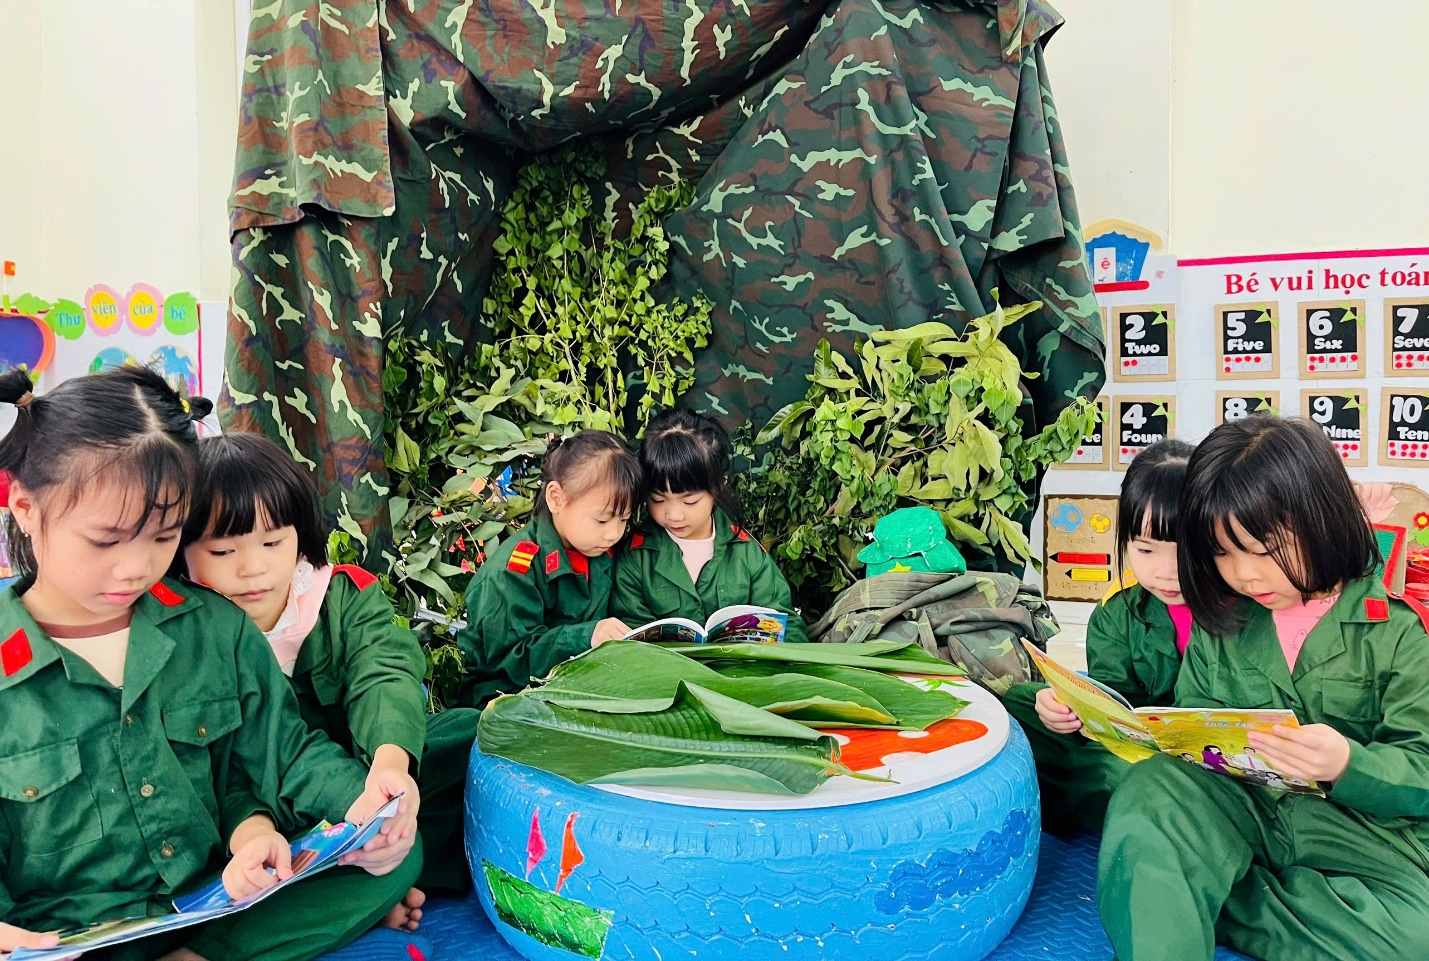 Thư viện của bé
ê
Bé vui học toán
2
Two
5
Five
6
Six
7
Seve
4
Four
8
9
Nine
10
Ten